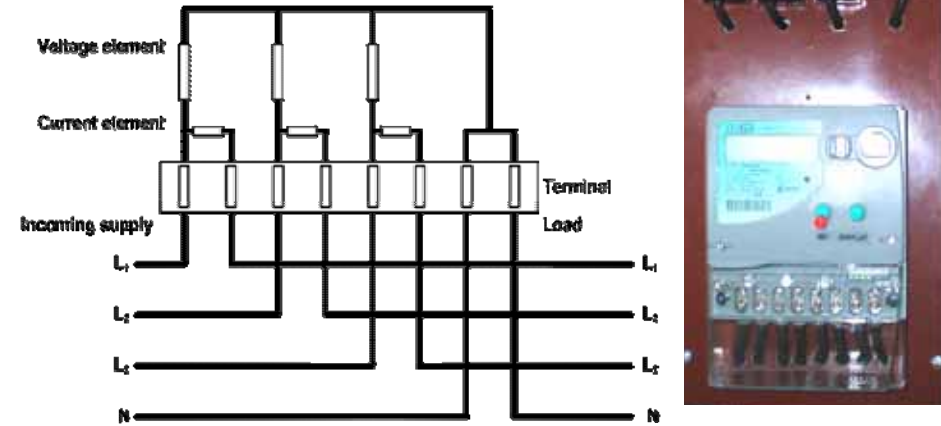 Voltage element
Current element
Terminal
Incoming supply
Load
L₁
L₁
L₂
L₂
L₃
L₃
N
N